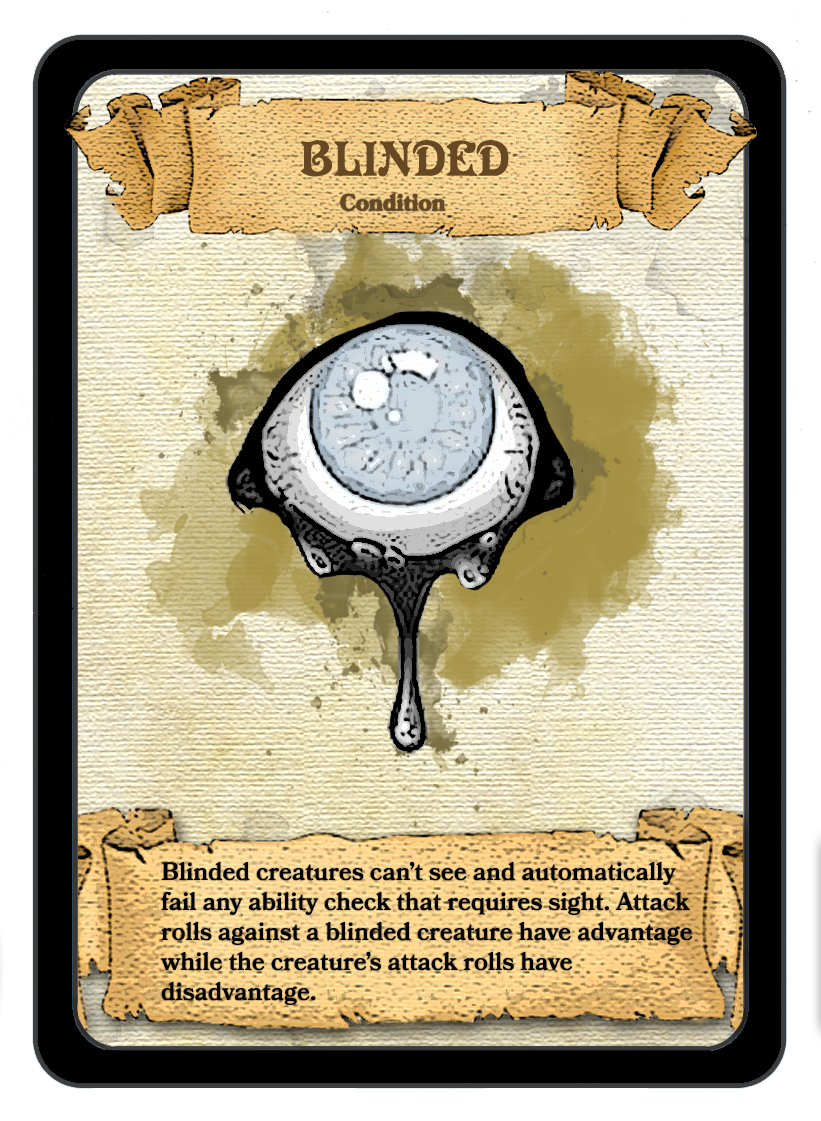 BLINDED
Condition
Blinded creatures can't see and automatically
fail any ability check that requires sight. Attack
rolls against a blinded creature have advantage
while the creature's attack rolls have
disadvantage.